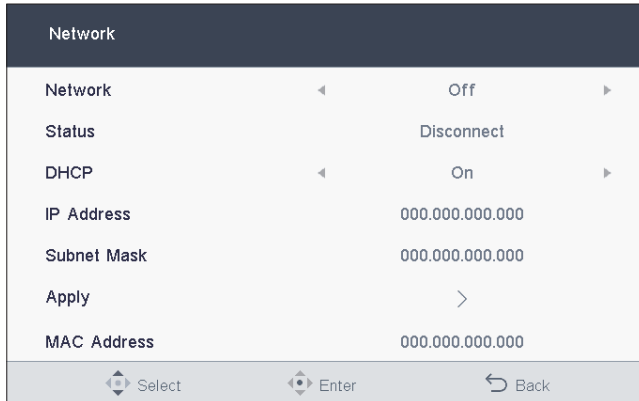 Network
Network Off
Status Disconnect
DHCP On
IP Address 000.000.000.000
Subnet Mask 000.000.000.000
Apply
MAC Address 000.000.000.000
Select Enter Back